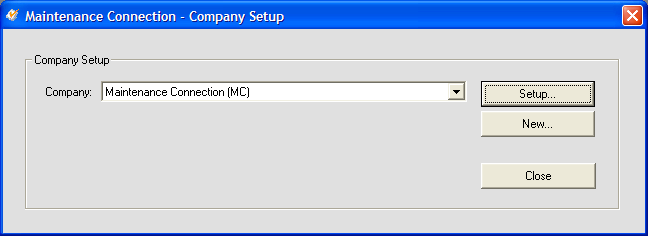 Maintenance Connection - Company Setup
Company Setup
Company: Maintenance Connection (MC)
Setup...
New...
Close